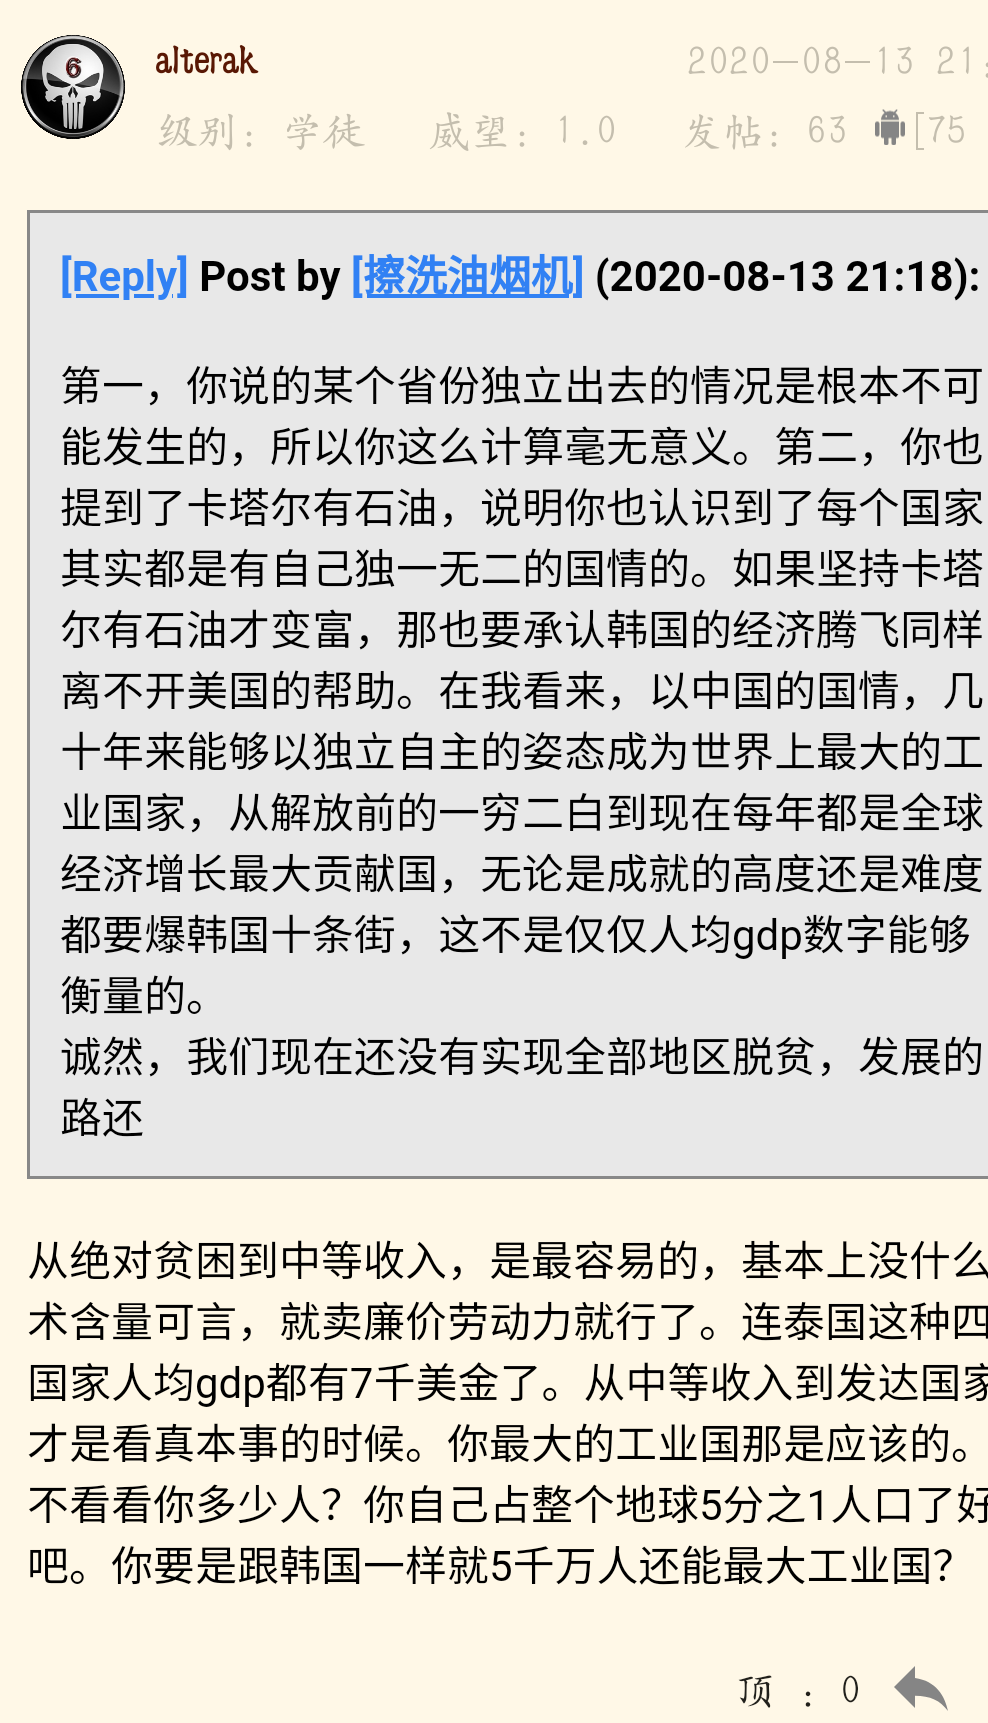 6
alterak
2020-08-13 21:
级别: 学徒 威望: 1.0 发帖: 63 [75
[Reply] Post by [擦洗油烟机] (2020-08-13 21:18):
第一，你说的某个省份独立出去的情况是根本不可
能发生的，所以你这么计算毫无意义。第二，你也
提到了卡塔尔有石油，说明你也认识到了每个国家
其实都是有自己独一无二的国情的。如果坚持卡塔
尔有石油才变富，那也要承认韩国的经济腾飞同样
离不开美国的帮助。在我看来，以中国的国情，几
十年来能够以独立自主的姿态成为世界上最大的工
业国家，从解放前的一穷二白到现在每年都是全球
经济增长最大贡献国，无论是成就的高度还是难度
都要爆韩国十条街，这不是仅仅人均gdp数字能够
衡量的。
诚然，我们现在还没有实现全部地区脱贫，发展的
路还
从绝对贫困到中等收入，是最容易的，基本上没什么
术含量可言，就卖廉价劳动力就行了。连泰国这种四
国家人均gdp都有7千美金了。从中等收入到发达国家
才是看真本事的时候。你最大的工业国那是应该的。
不看看你多少人？你自己占整个地球5分之1人口了好
吧。你要是跟韩国一样就5千万人还能最大工业国？
顶 : 0